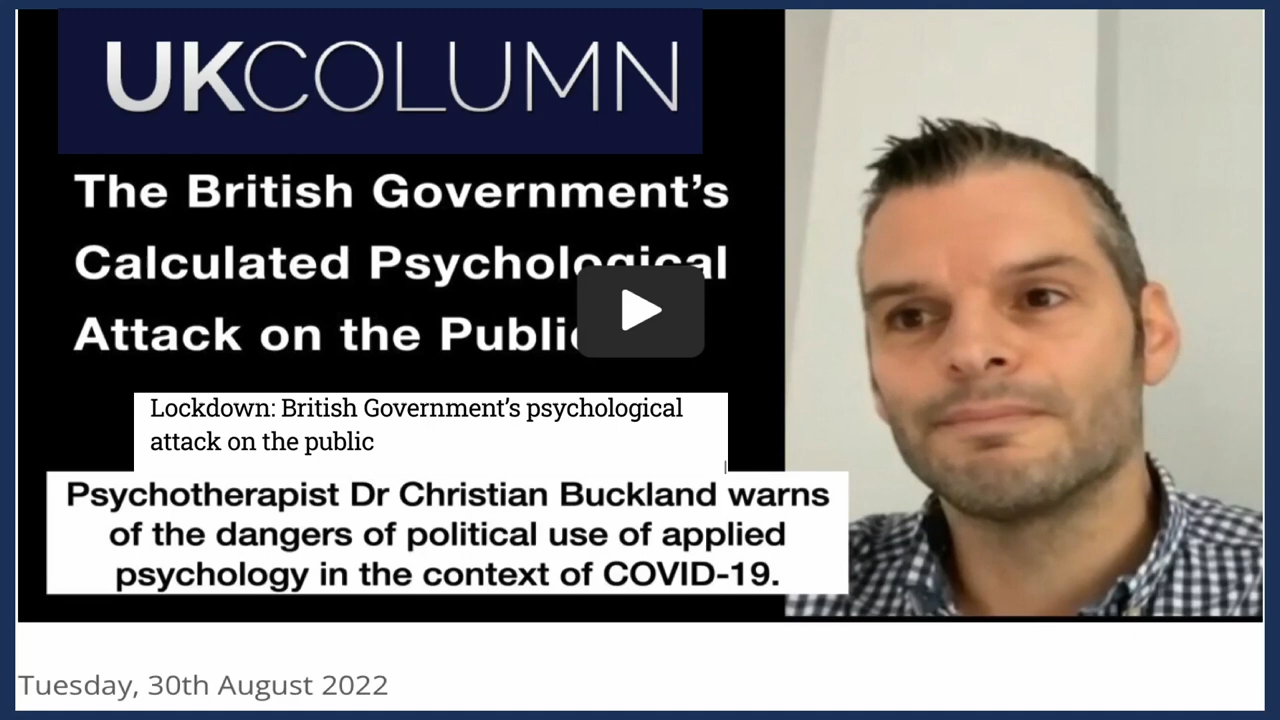 UKCOLUMN
The British Government's
Calculated Psychological
Attack on the Public
Lockdown: British Government's psychological
attack on the public
Psychotherapist Dr Christian Buckland warns
of the dangers of political use of applied
psychology in the context of COVID-19.
Tuesday, 30th August 2022